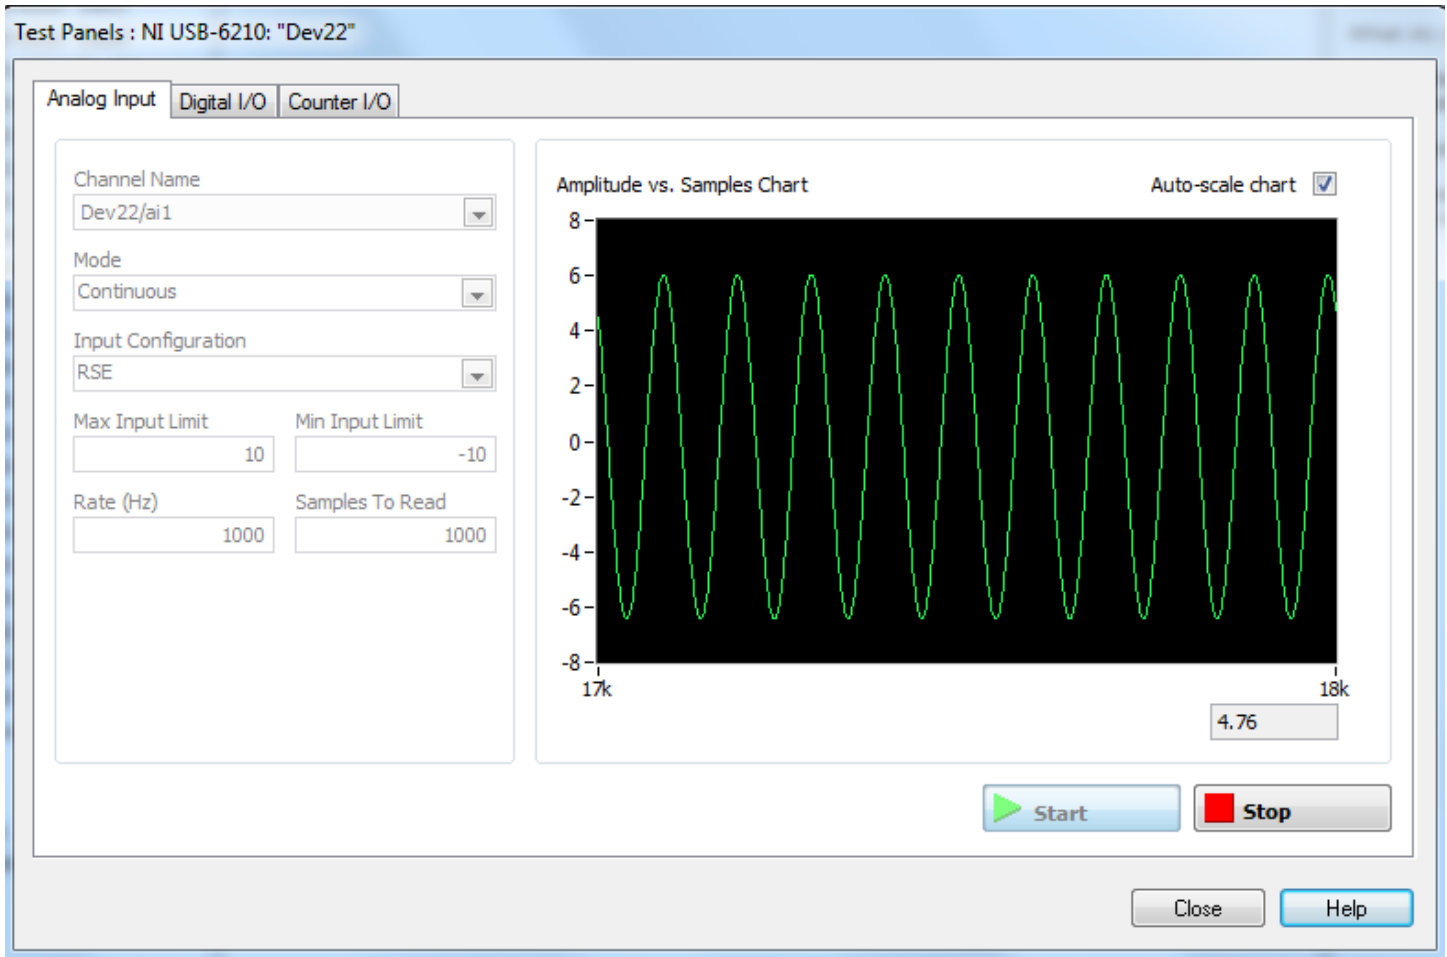 Test Panels : NI USB-6210: "Dev22"
Analog Input
Digital I/O
Counter I/O
Channel Name
Dev22/ai1
Mode
Continuous
Input Configuration
RSE
Max Input Limit
Min Input Limit
10
-10
Rate (Hz)
Samples To Read
1000
1000
Amplitude vs. Samples Chart
Auto-scale chart
8
6
4
2
0
-2
-4
-6
-8
17k
18k
4.76
Start
Stop
Close
Help